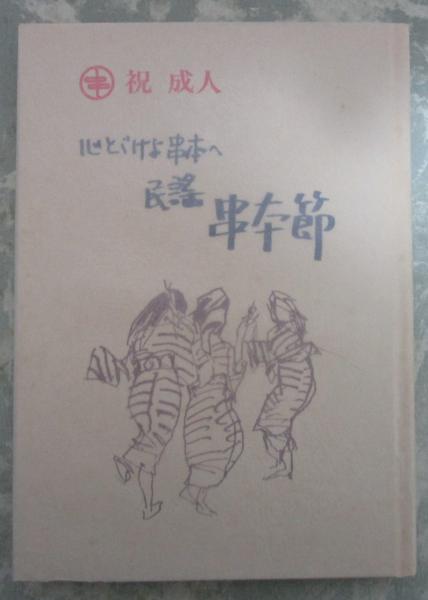 祝 成人
心とどけよ串本へ
民謡
串本節